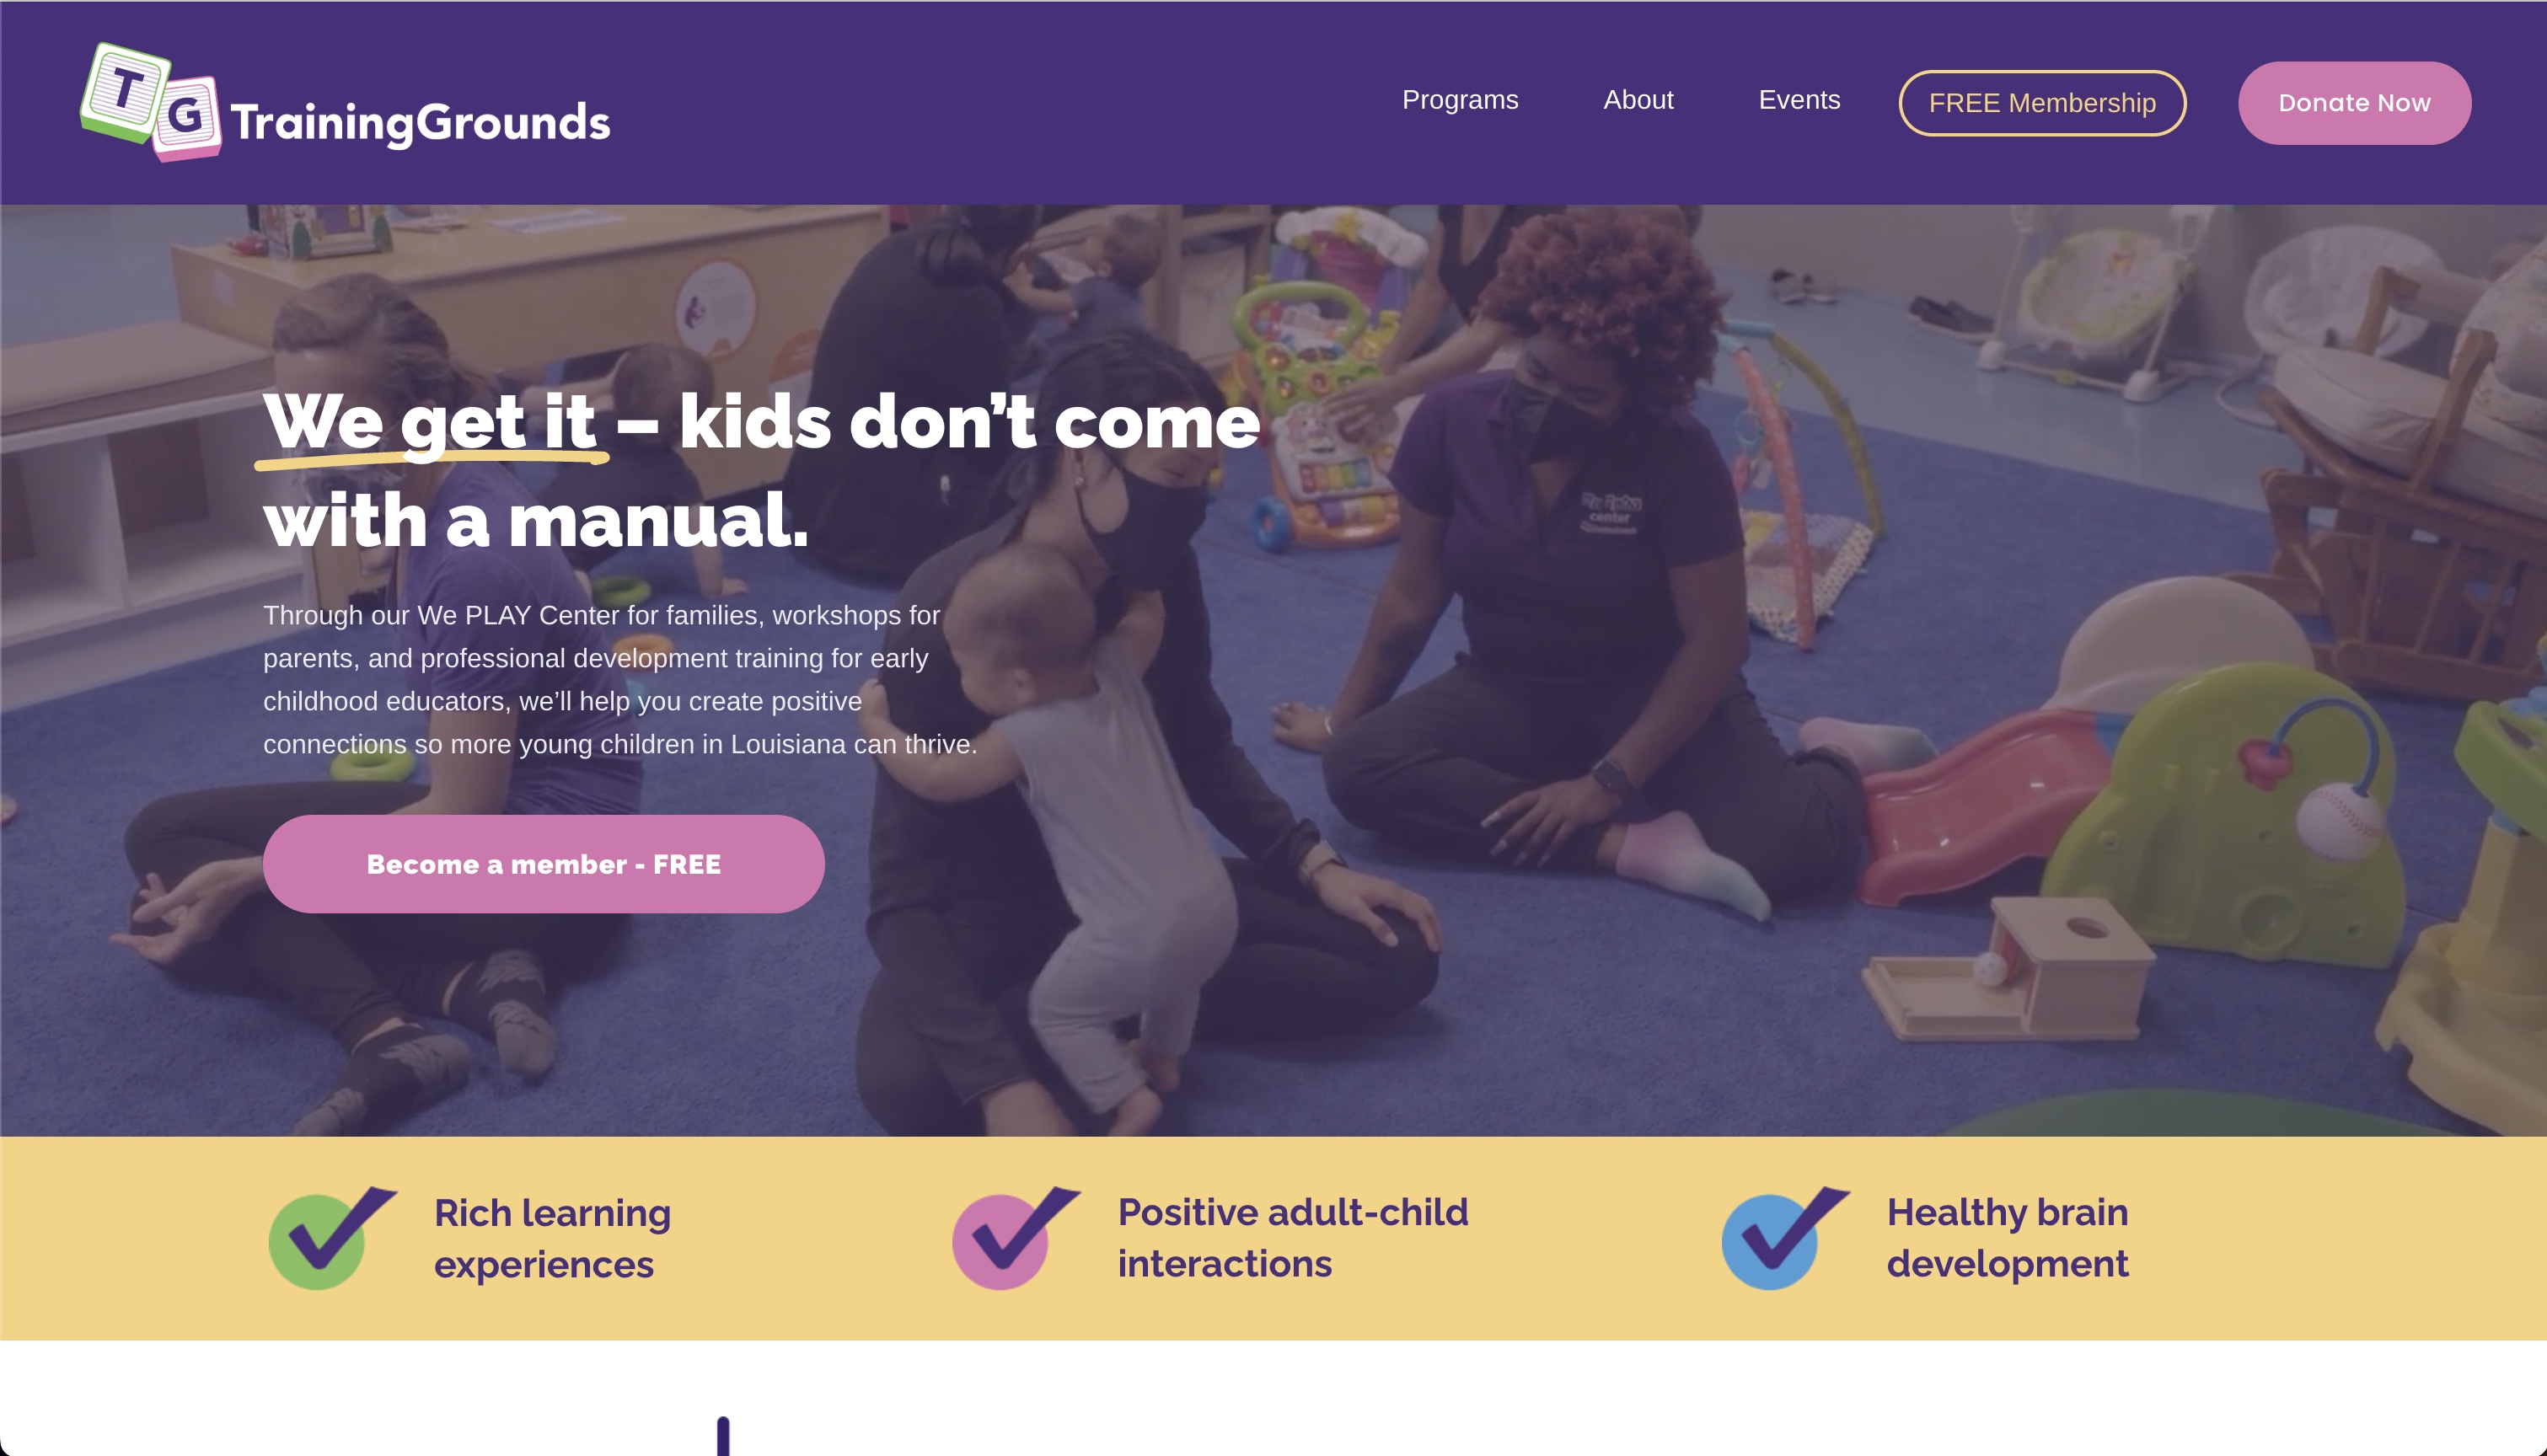 T
G
TrainingGrounds
Programs
About
Events
FREE Membership
Donate Now
We get it – kids don’t come
with a manual.
Through our We PLAY Center for families, workshops for
parents, and professional development training for early
childhood educators, we’ll help you create positive
connections so more young children in Louisiana can thrive.
Become a member - FREE
center
Rich learning
experiences
Positive adult-child
interactions
Healthy brain
development